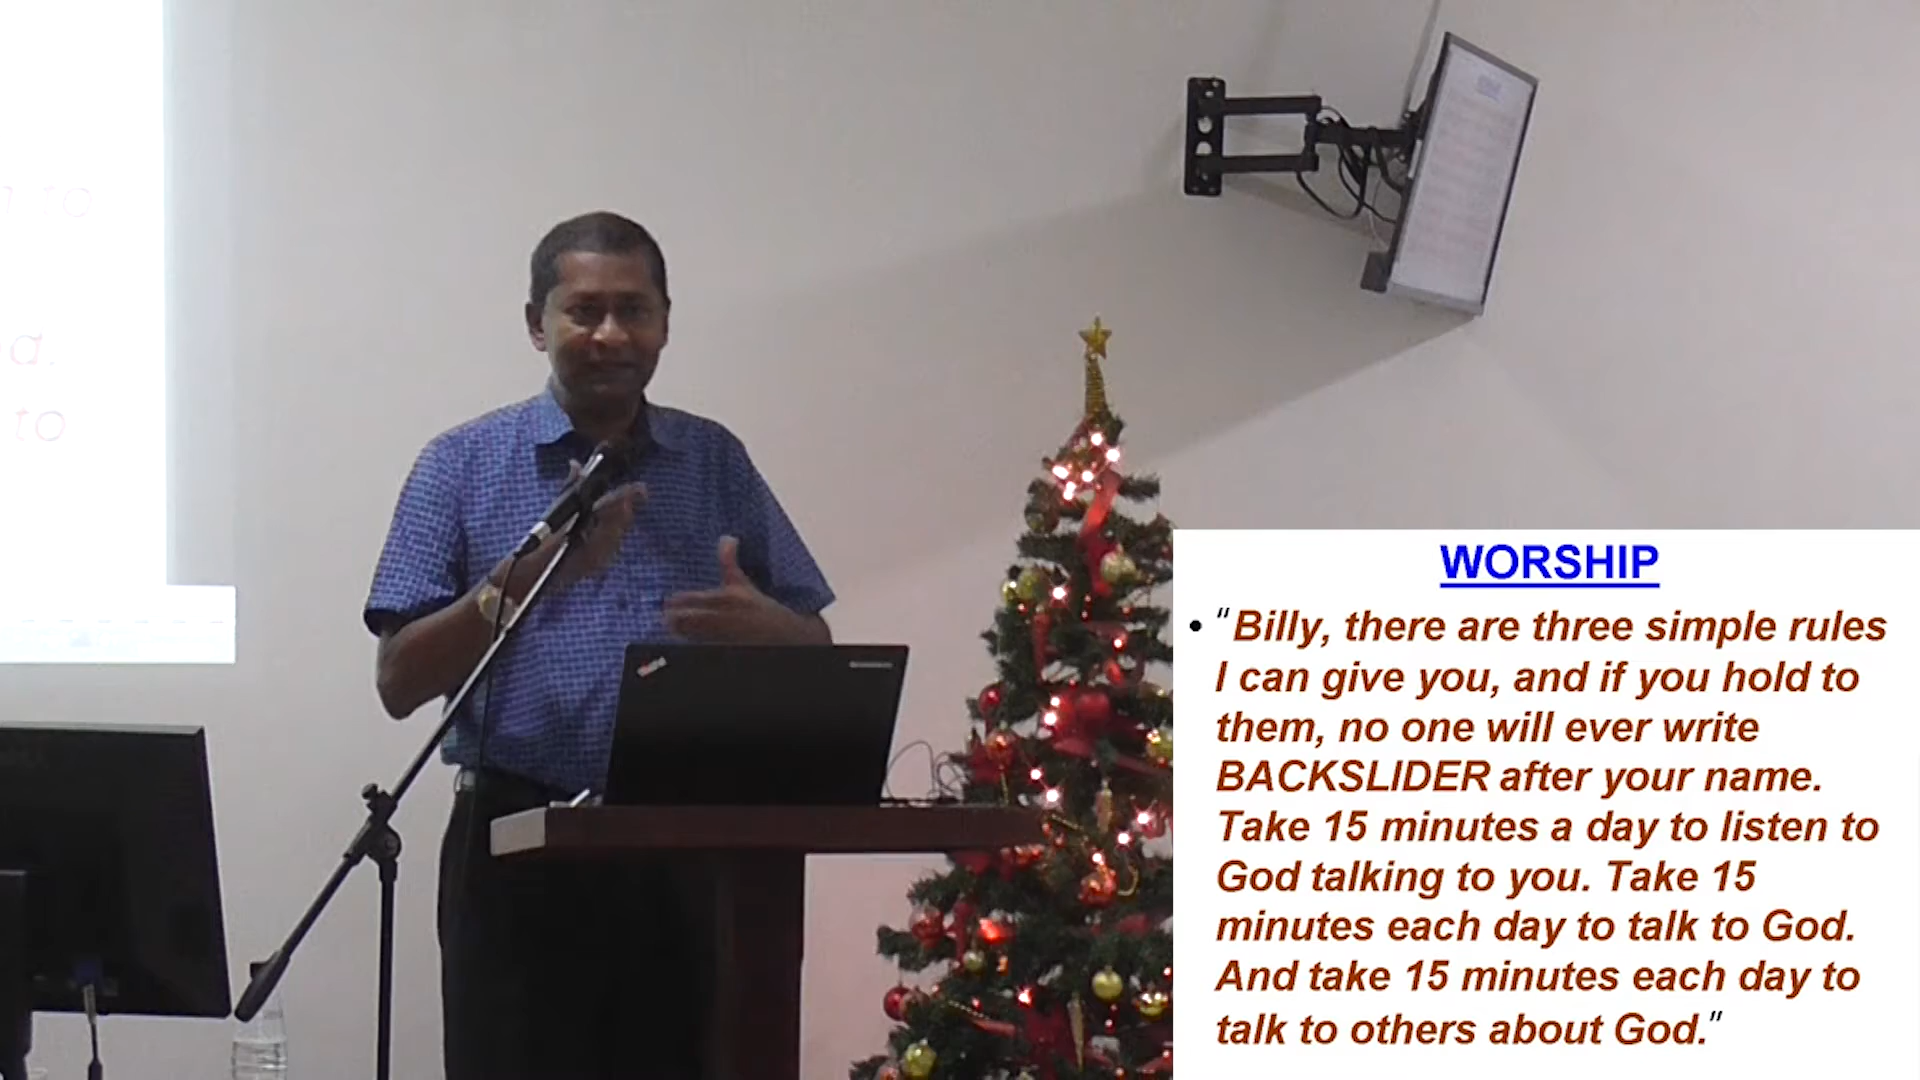 WORSHIP
• "Billy, there are three simple rules
I can give you, and if you hold to
them, no one will ever write
BACKSLIDER after your name.
Take 15 minutes a day to listen to
God talking to you. Take 15
minutes each day to talk to God.
And take 15 minutes each day to
talk to others about God."
to
a.
to